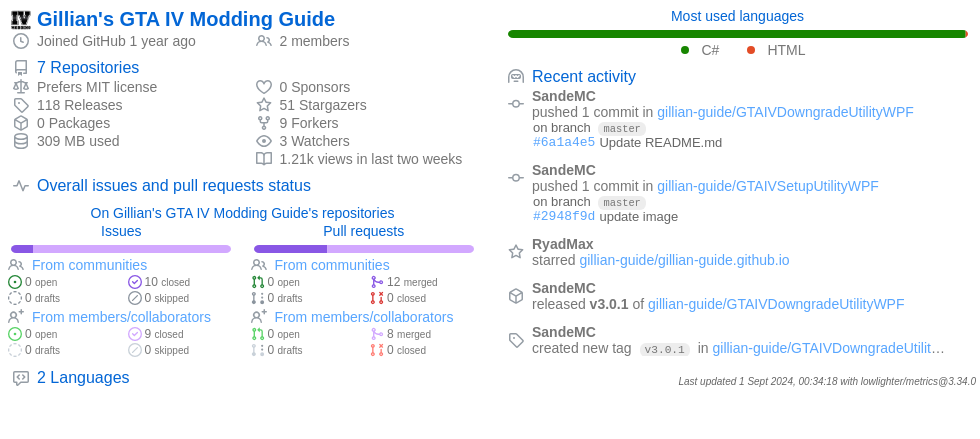 Gillian's GTA IV Modding Guide
Joined GitHub 1 year ago
2 members
7 Repositories
Prefers MIT license
118 Releases
0 Packages
309 MB used
0 Sponsors
51 Stargazers
9 Forkers
3 Watchers
1.21k views in last two weeks
Overall issues and pull requests status
On Gillian's GTA IV Modding Guide's repositories
Issues
From communities
0 open
10 closed
0 drafts
0 skipped
From members/collaborators
0 open
9 closed
0 drafts
0 skipped
Pull requests
From communities
0 open
12 merged
0 drafts
0 closed
From members/collaborators
0 open
8 merged
0 drafts
0 closed
2 Languages
Most used languages
C# HTML
Recent activity
SandeMC
pushed 1 commit in gillian-guide/GTAIVDowngradeUtilityWPF
on branch master
#6a1a4e5 Update README.md
SandeMC
pushed 1 commit in gillian-guide/GTAIVSetupUtilityWPF
on branch master
#2948f9d update image
RyadMax
starred gillian-guide/gillian-guide.github.io
SandeMC
released v3.0.1 of gillian-guide/GTAIVDowngradeUtilityWPF
SandeMC
created new tag v3.0.1 in gillian-guide/GTAIVDowngradeUtilit…
Last updated 1 Sept 2024, 00:34:18 with lowlighter/metrics@3.34.0